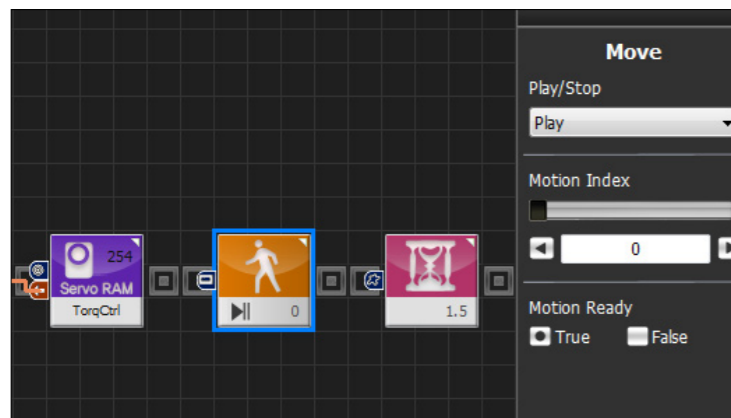 254
Servo RAM
TorqCtrl
0
1.5
Move
Play/Stop
Play
Motion Index
0
Motion Ready
True
False